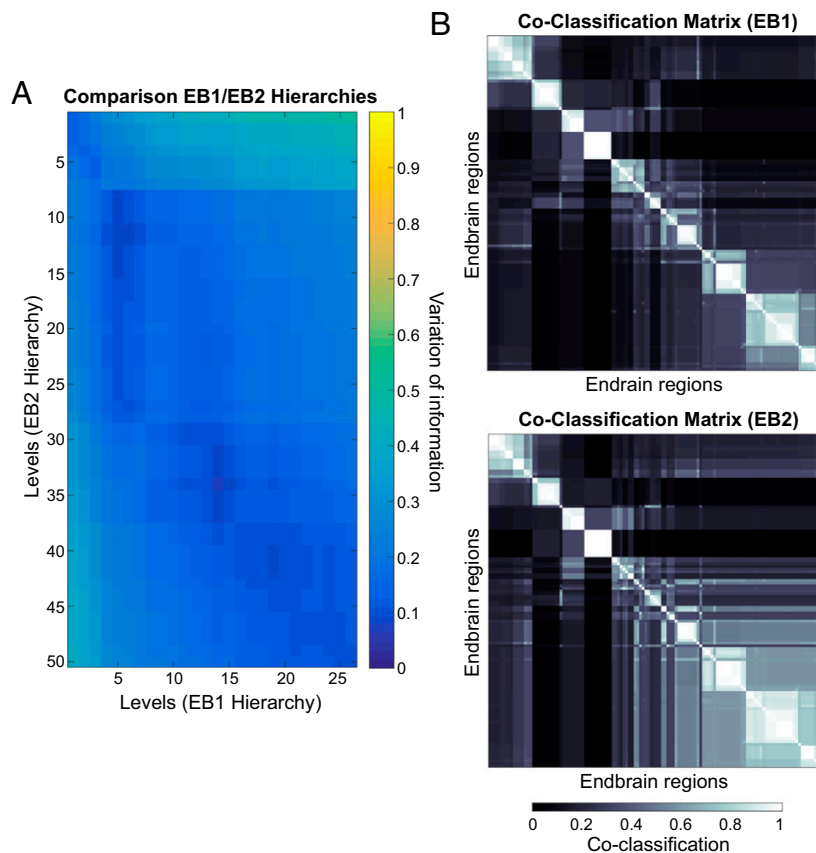 A
Comparison EB1/EB2 Hierarchies
5
10
15
20
25
30
35
40
45
50
Levels (EB2 Hierarchy)
5
10
15
20
25
Levels (EB1 Hierarchy)
1
0.9
0.8
0.7
0.6
0.5
0.4
0.3
0.2
0.1
0
Variation of information
B
Co-Classification Matrix (EB1)
Endbrain regions
Endrain regions
Co-Classification Matrix (EB2)
Endbrain regions
Endbrain regions
0 0.2 0.4 0.6 0.8 1
Co-classification